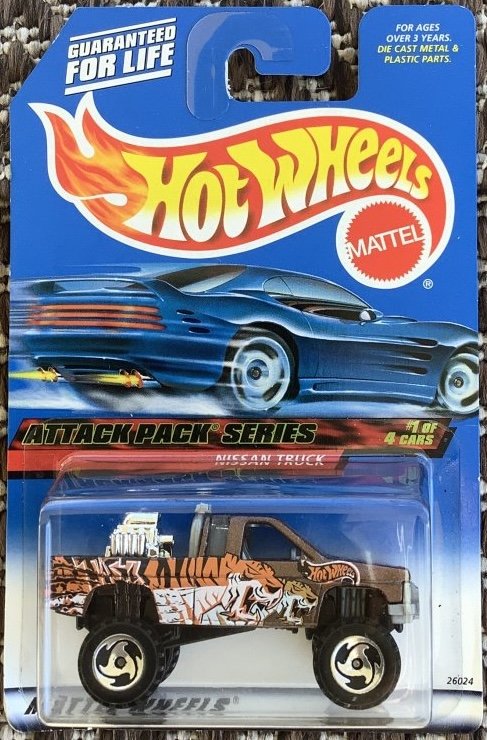 GUARANTEED
FOR LIFE
FOR AGES
OVER 3 YEARS.
DIE CAST METAL &
PLASTIC PARTS.
HOT WHEELS
MATTEL
®
ATTACK PACK® SERIES
#1 OF
4 CARS
NISSAN TRUCK
HOT WHEELS
26024
WHEELS